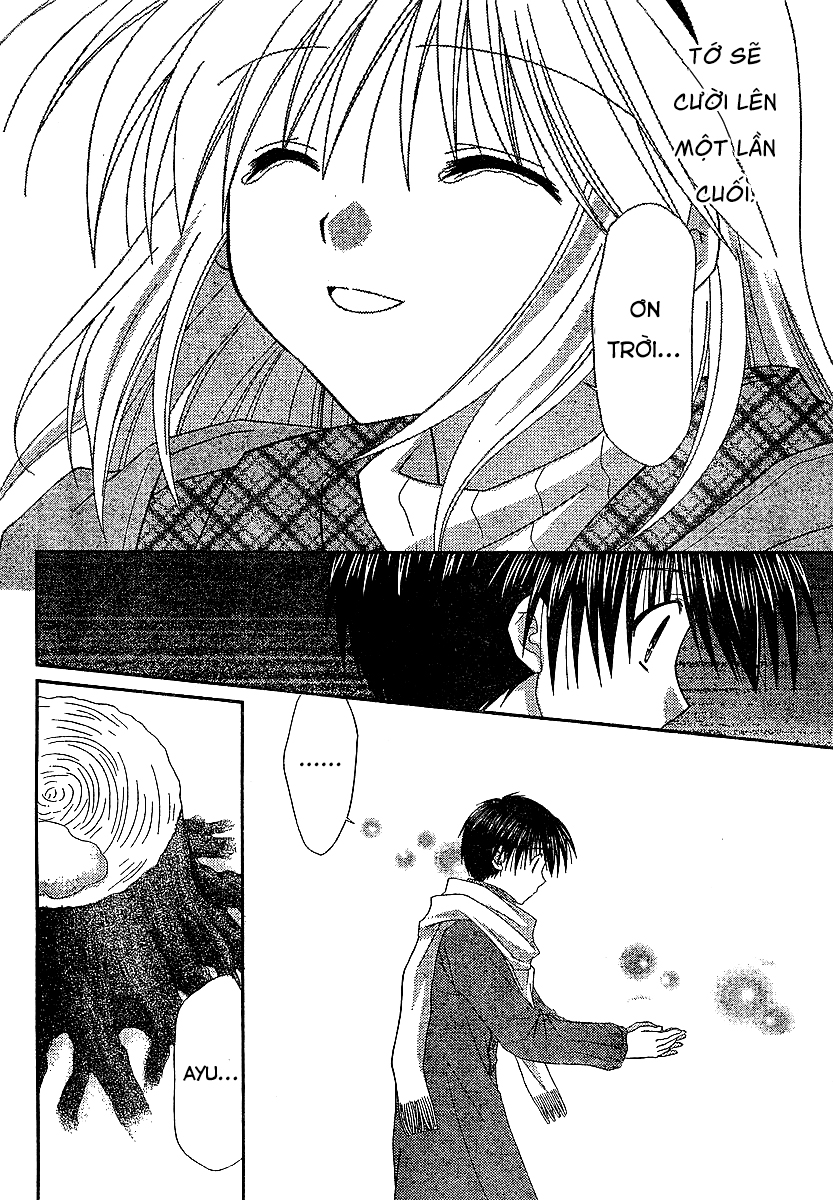 TỚ SẼ
CƯỜI LÊN
MỘT LẦN
CUỐI.
ƠN
TRỜI...
......
AYU...